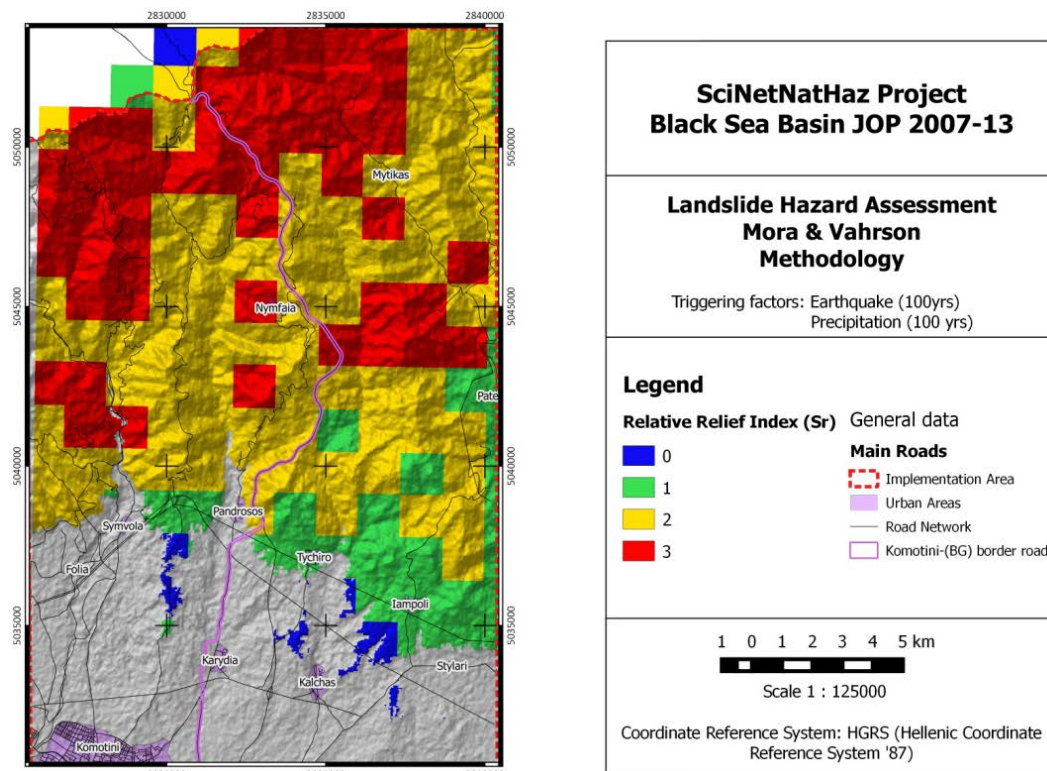 2830000 2835000 2840000
5050000
5050000
Mytikas
5045000
5045000
Nymfaia
Pate
5040000
5040000
Symvola
Pandrosos
Folia
Tychiro
Iampoli
5035000
5035000
Karydia
Kalchas
Stylari
Komotini
SciNetNatHaz Project
Black Sea Basin JOP 2007-13
Landslide Hazard Assessment
Mora & Vahrson
Methodology
Triggering factors: Earthquake (100yrs)
Precipitation (100 yrs)
Legend
Relative Relief Index (Sr)
0
1
2
3
General data
Main Roads
Implementation Area
Urban Areas
Road Network
Komotini-(BG) border road
1 0 1 2 3 4 5 km
Scale 1 : 125000
Coordinate Reference System: HGRS (Hellenic Coordinate
Reference System '87)